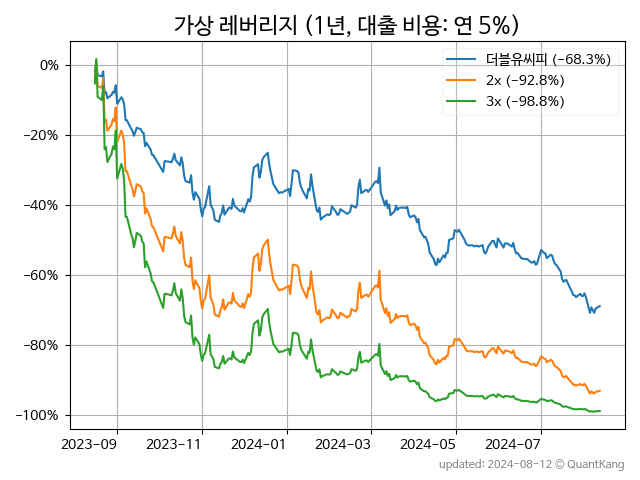 가상 레버리지 (1년, 대출 비용: 연 5%)
더블유씨피 (-68.3%)
2x (-92.8%)
3x (-98.8%)
0%
-20%
-40%
-60%
-80%
-100%
2023-09 2023-11 2024-01 2024-03 2024-05 2024-07
updated: 2024-08-12 © QuantKang